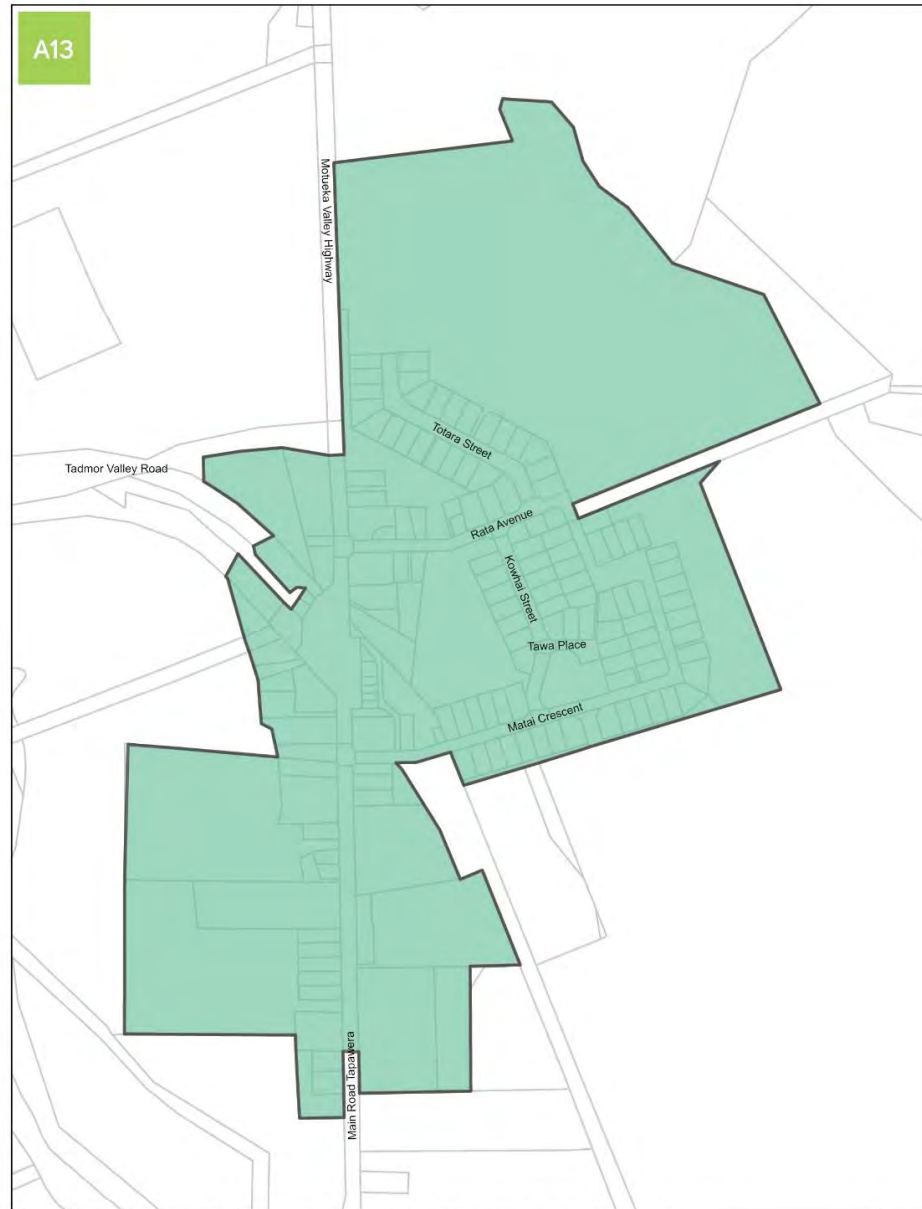 A13
Motueka Valley Highway
Totara Street
Tadmor Valley Road
Rata Avenue
Kowhai Street
Tawa Place
Matai Crescent
Main Road Tapawera